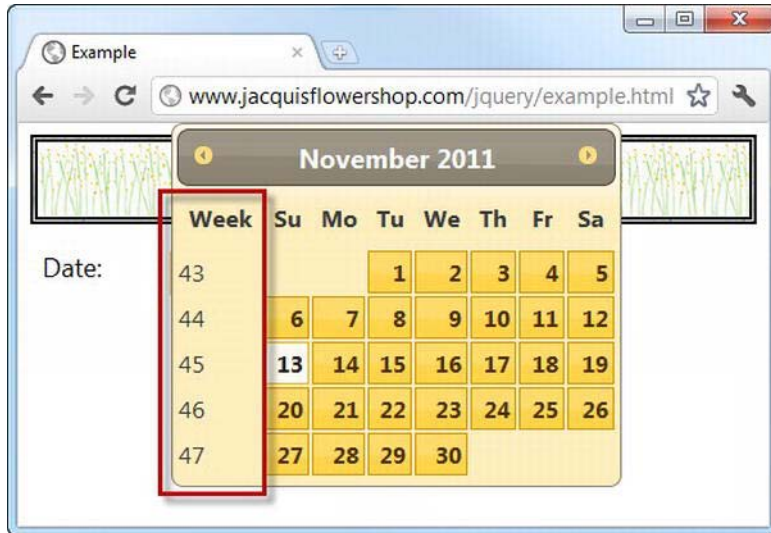 Example
www.jacquisflowershop.com/jquery/example.html
November 2011
Week Su Mo Tu We Th Fr Sa
Date: 43 1 2 3 4 5
44 6 7 8 9 10 11 12
45 13 14 15 16 17 18 19
46 20 21 22 23 24 25 26
47 27 28 29 30